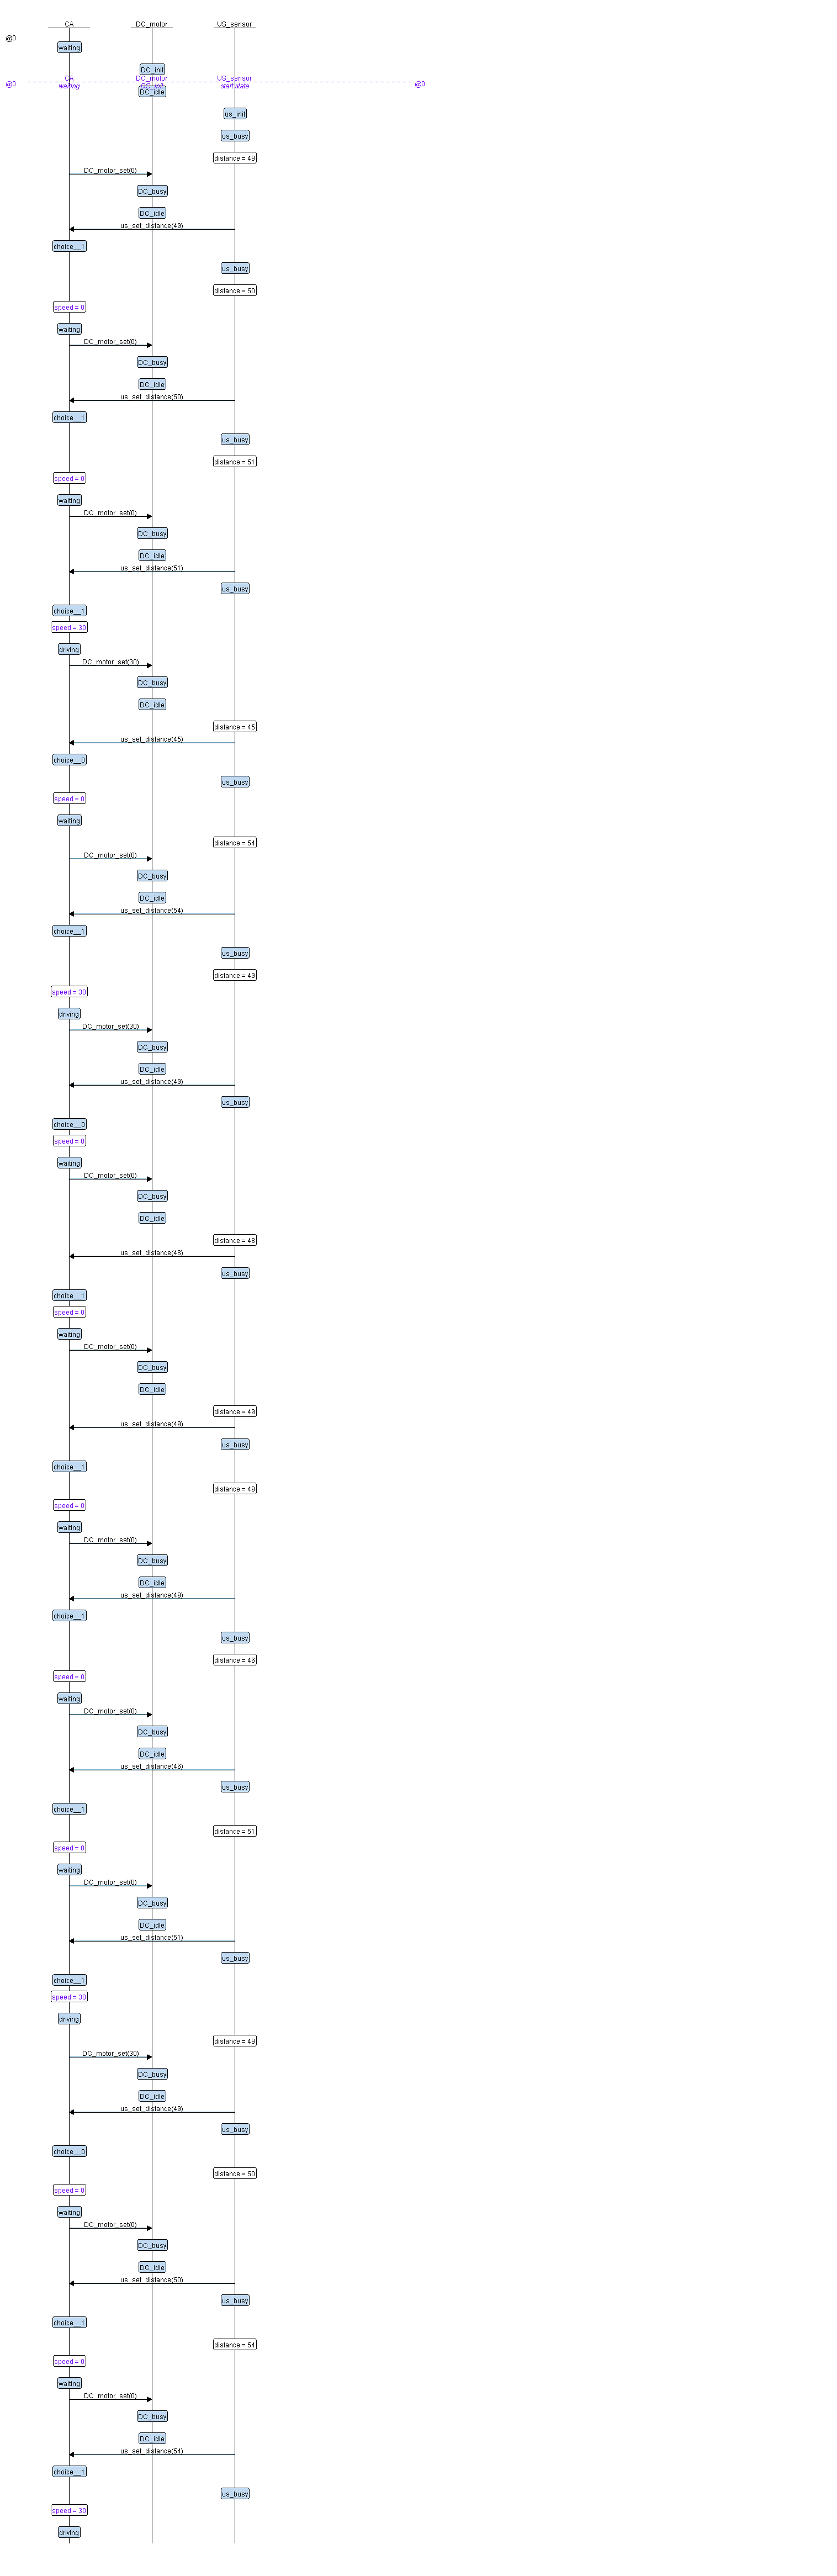 CA DC_motor US_sensor
@0
waiting
DC_init
CA DC_motor US_sensor
@0 @0
waiting start state
DC_idle
us_init
us_busy
distance = 49
DC_motor_set(0)
DC_busy
DC_idle
us_set_distance(49)
choice__1
us_busy
distance = 50
speed = 0
waiting
DC_motor_set(0)
DC_busy
DC_idle
us_set_distance(50)
choice__1
us_busy
distance = 51
speed = 0
waiting
DC_motor_set(0)
DC_busy
DC_idle
us_set_distance(51)
us_busy
choice__1
speed = 30
driving
DC_motor_set(30)
DC_busy
DC_idle
distance = 45
us_set_distance(45)
choice__0
us_busy
speed = 0
waiting
distance = 54
DC_motor_set(0)
DC_busy
DC_idle
us_set_distance(54)
choice__1
us_busy
distance = 49
speed = 30
driving
DC_motor_set(30)
DC_busy
DC_idle
us_set_distance(49)
us_busy
choice__0
speed = 0
waiting
DC_motor_set(0)
DC_busy
DC_idle
distance = 48
us_set_distance(48)
us_busy
choice__1
speed = 0
waiting
DC_motor_set(0)
DC_busy
DC_idle
distance = 49
us_set_distance(49)
us_busy
choice__1
distance = 49
speed = 0
waiting
DC_motor_set(0)
DC_busy
DC_idle
us_set_distance(49)
choice__1
us_busy
distance = 46
speed = 0
waiting
DC_motor_set(0)
DC_busy
DC_idle
us_set_distance(46)
us_busy
choice__1
distance = 51
speed = 0
waiting
DC_motor_set(0)
DC_busy
DC_idle
us_set_distance(51)
us_busy
choice__1
speed = 30
driving
distance = 49
DC_motor_set(30)
DC_busy
DC_idle
us_set_distance(49)
us_busy
choice__0
distance = 50
speed = 0
waiting
DC_motor_set(0)
DC_busy
DC_idle
us_set_distance(50)
us_busy
choice__1
distance = 54
speed = 0
waiting
DC_motor_set(0)
DC_busy
DC_idle
us_set_distance(54)
choice__1
us_busy
speed = 30
driving